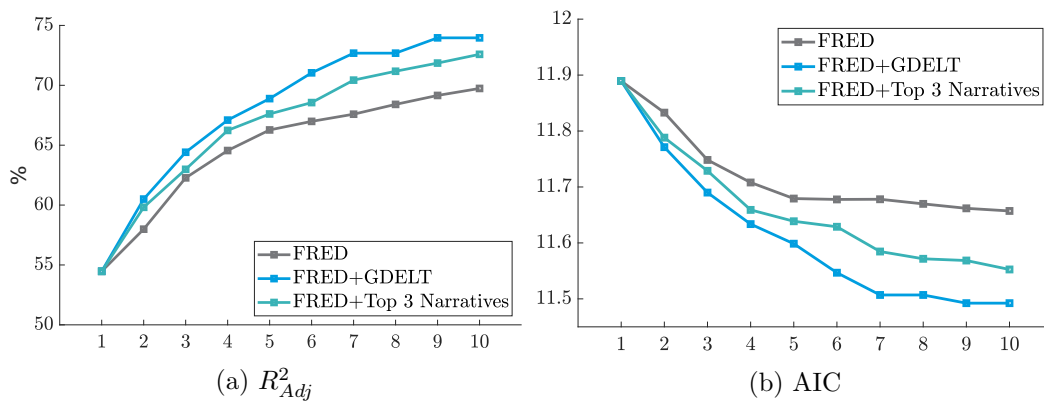 75
70
65
60
55
50
%
FRED
FRED+GDELT
FRED+Top 3 Narratives
1 2 3 4 5 6 7 8 9 10
(a) R²_Adj
12
11.9
11.8
11.7
11.6
11.5
FRED
FRED+GDELT
FRED+Top 3 Narratives
1 2 3 4 5 6 7 8 9 10
(b) AIC